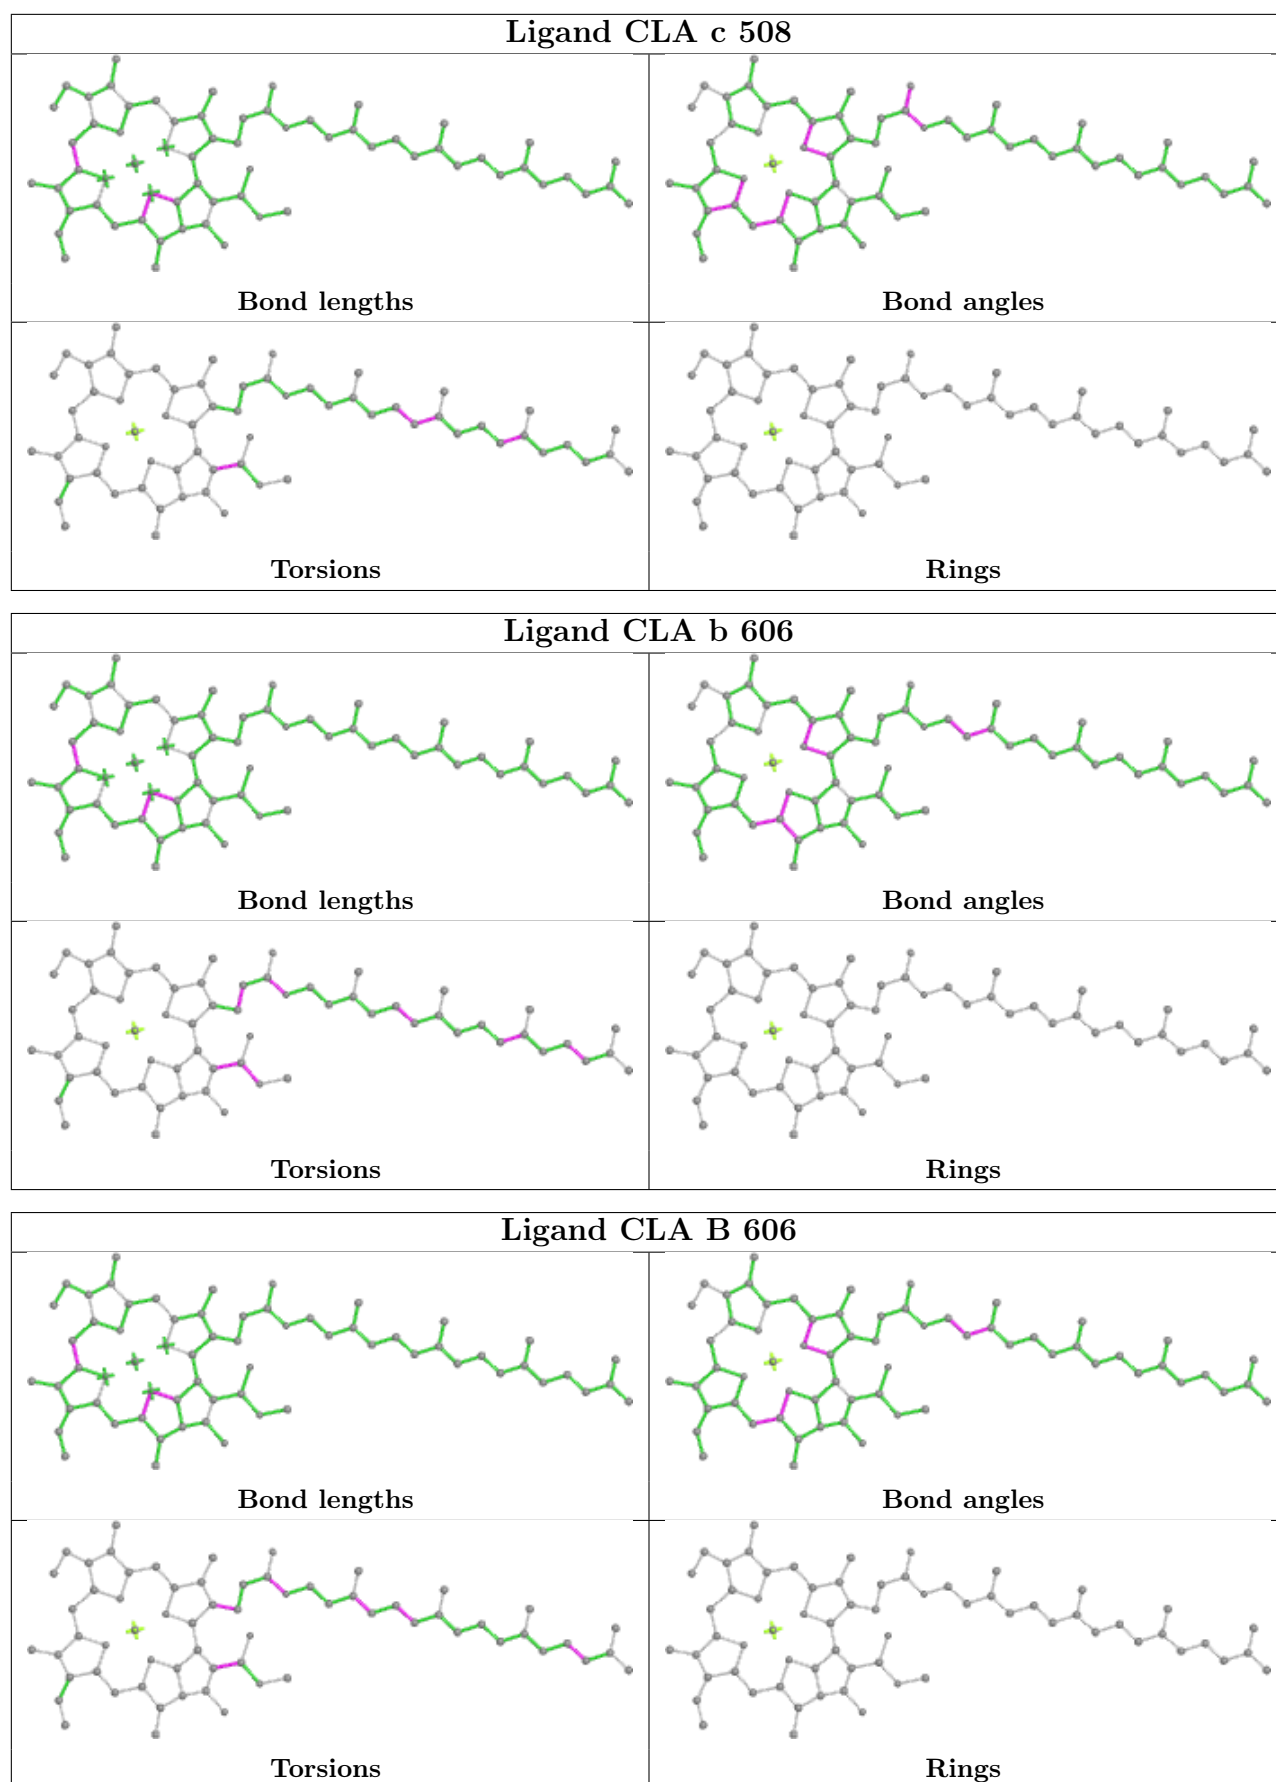 Ligand CLA c 508
Bond lengths
Bond angles
Torsions
Rings
Ligand CLA b 606
Bond lengths
Bond angles
Torsions
Rings
Ligand CLA B 606
Bond lengths
Bond angles
Torsions
Rings